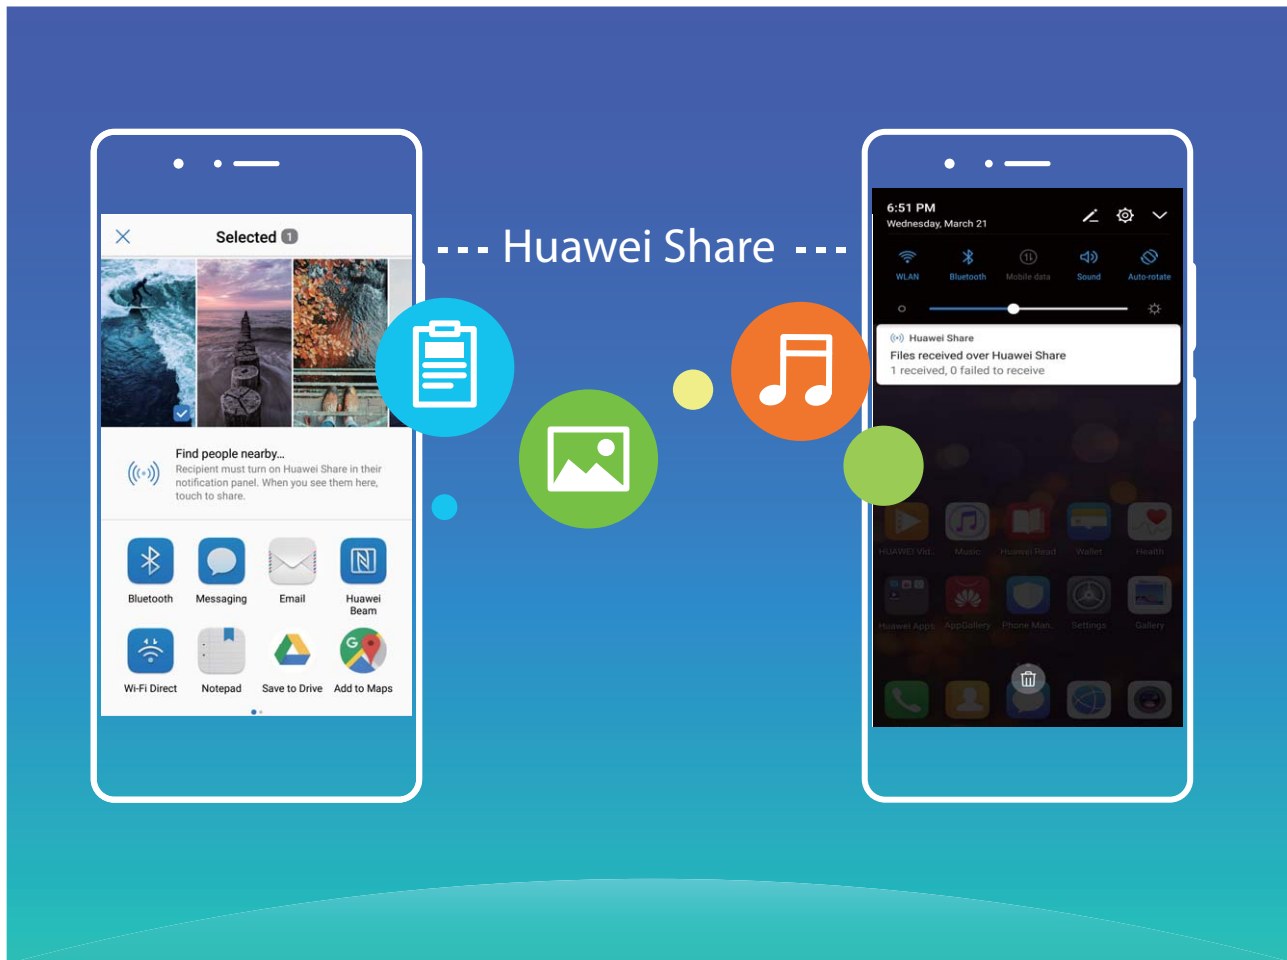 Huawei Share
Selected 1
Find people nearby...
Recipient must turn on Huawei Share in their
notification panel. When you see them here,
touch to share.
Bluetooth
Messaging
Email
Huawei
Beam
Wi-Fi Direct
Notepad
Save to Drive
Add to Maps
6:51 PM
Wednesday, March 21
WLAN
Bluetooth
Mobile data
Sound
Auto-rotate
Huawei Share
Files received over Huawei Share
1 received, 0 failed to receive
HUAWEI Vid..
Music
Huawei Read
Wallet
Health
Huawei Apps
AppGallery
Phone Man..
Settings
Gallery